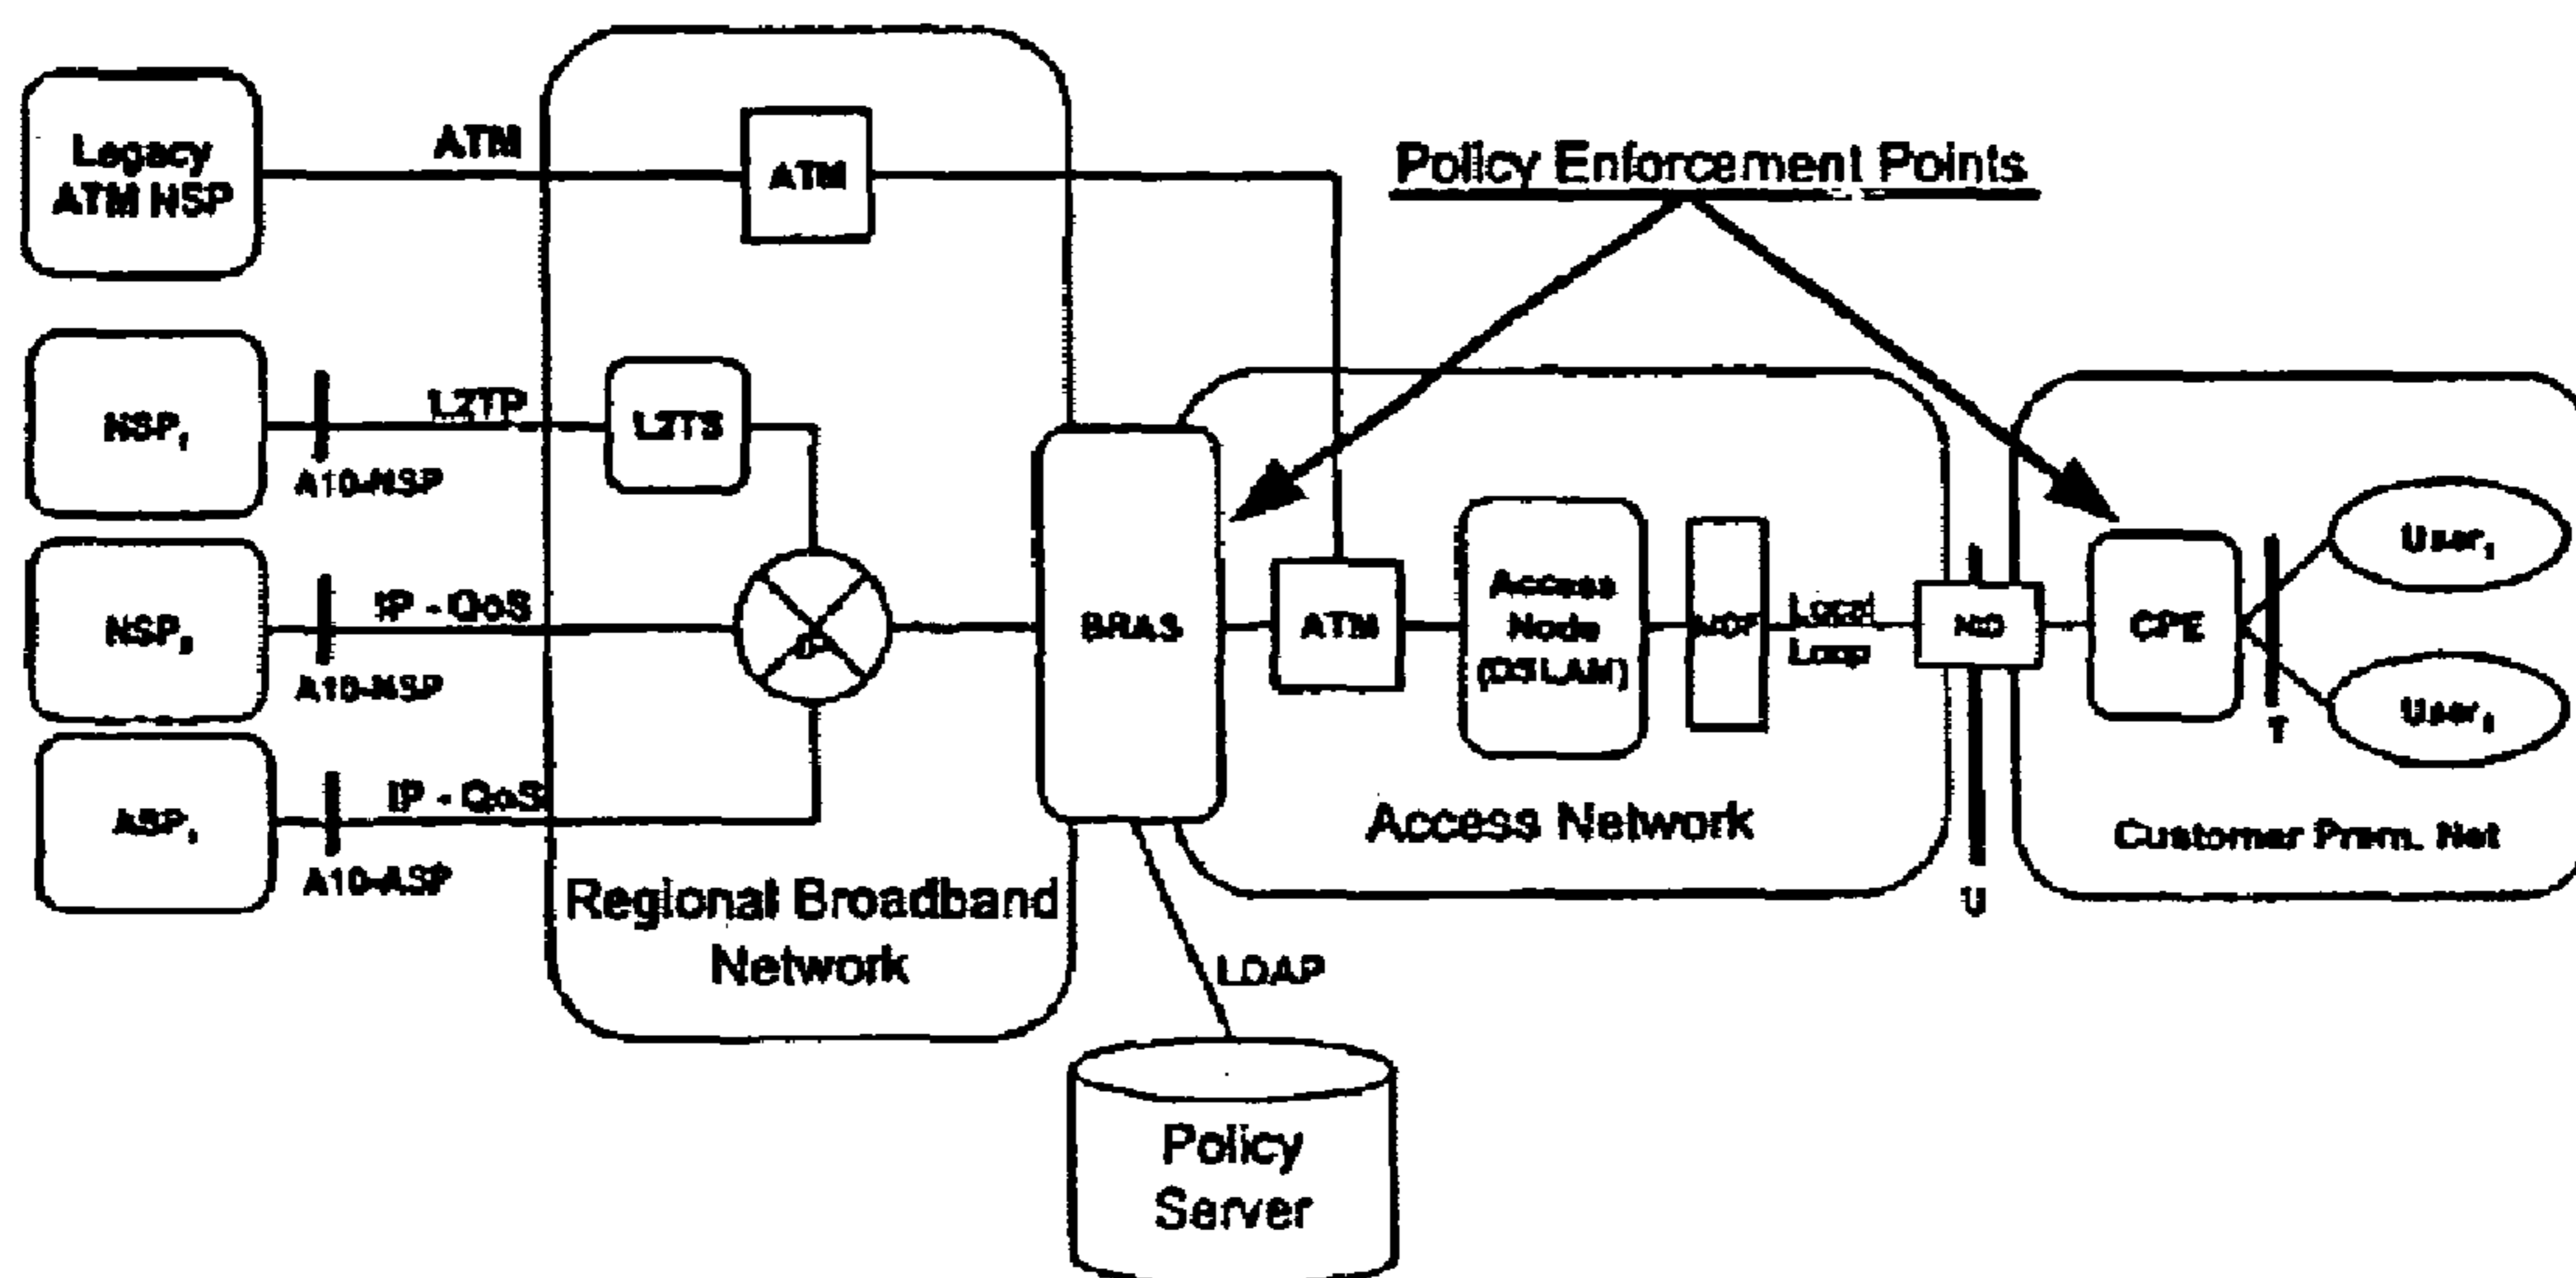 Legacy
ATM NSP
ATM
ATM
Policy Enforcement Points
NSP₁
A10-NSP
L2TP
L2TS
NSP₂
A10-NSP
IP - QoS
ASP₁
A10-ASP
IP - QoS
Regional Broadband
Network
BRAS
LDAP
Policy
Server
ATM
Access
Node
(DSLAM)
MDF
Local
Loop
Access Network
NID
U
CPE
T
User₁
User₂
Customer Prem. Net